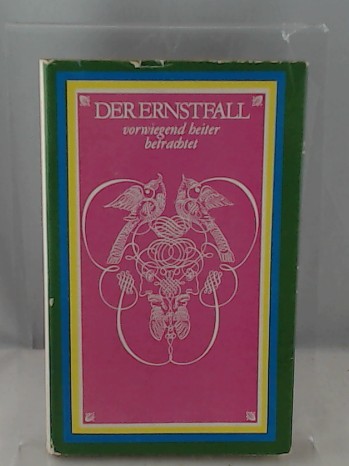 DER ERNSTFALL
vorwiegend heiter
betrachtet